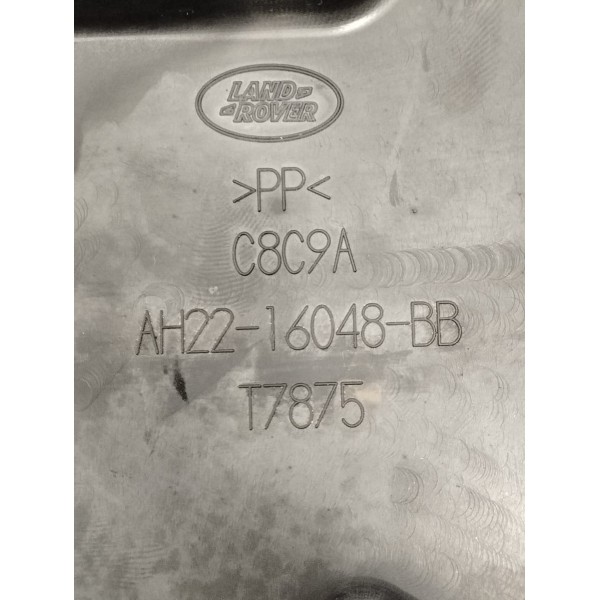 LAND
ROVER
>PP<
C8C9A
AH22-16048-BB
T7875